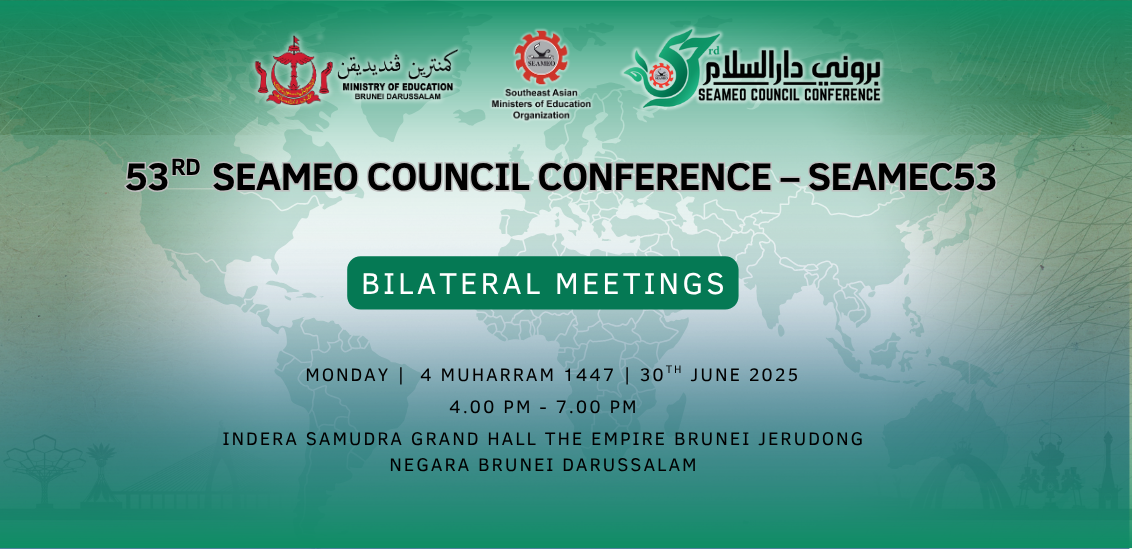 كمنترين ڤنديديقن
MINISTRY OF EDUCATION
BRUNEI DARUSSALAM
SEAMEO
Southeast Asian
Ministers of Education
Organization
53rd
بروني دارالسلام
SEAMEO COUNCIL CONFERENCE
53RD SEAMEO COUNCIL CONFERENCE – SEAMEC53
BILATERAL MEETINGS
MONDAY | 4 MUHARRAM 1447 | 30TH JUNE 2025
4.00 PM - 7.00 PM
INDERA SAMUDRA GRAND HALL THE EMPIRE BRUNEI JERUDONG
NEGARA BRUNEI DARUSSALAM